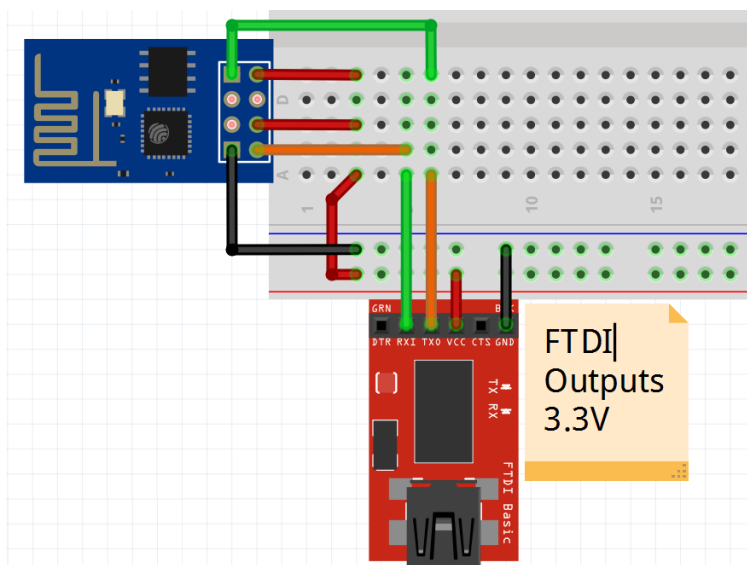 D
A
1
10
15
GRN
BLK
DTR RXI TXO VCC CTS GND
TX
RX
FTDI Basic
FTDI
Outputs
3.3V